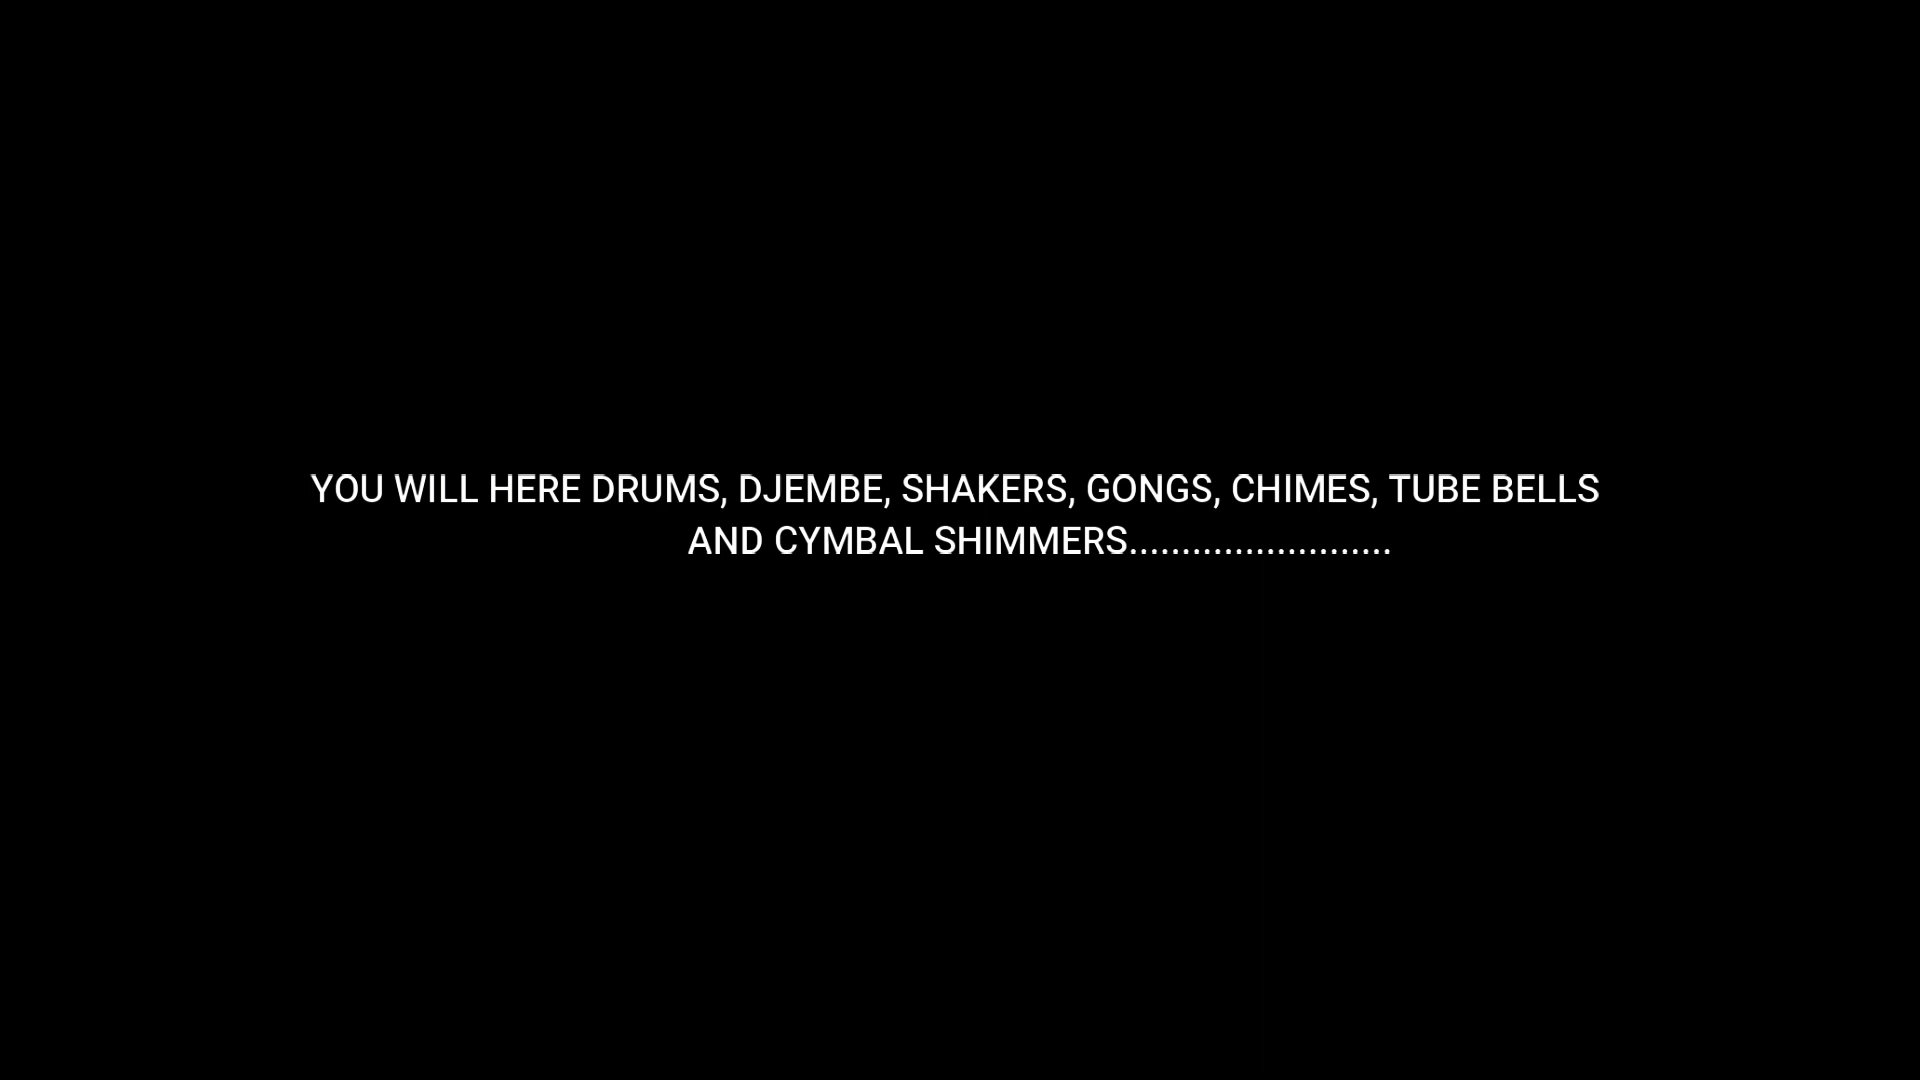 YOU WILL HERE DRUMS, DJEMBE, SHAKERS, GONGS, CHIMES, TUBE BELLS
AND CYMBAL SHIMMERS.........................